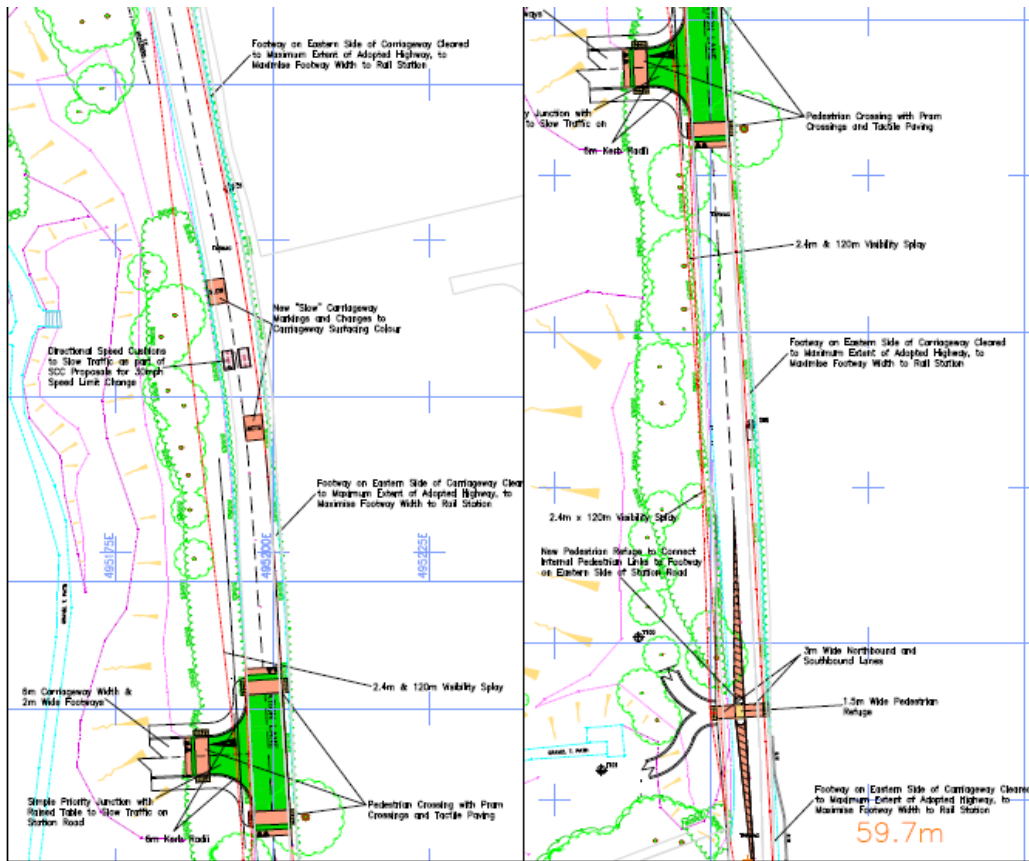 Footway on Eastern Side of Carriageway Cleared
to Maximum Extent of Adopted Highway, to
Maximise Footway Width to Rail Station
New "Slow" Carriageway
Markings and Changes to
Carriageway Surfacing Colour
Directional Speed Cushions
to Slow Traffic as part of
SCC Proposals for 30mph
Speed Limit Change
Footway on Eastern Side of Carriageway Clear
to Maximum Extent of Adopted Highway, to
Maximise Footway Width to Rail Station
495175E
495200E
495225E
6m Carriageway Width &
2m Wide Footways
2.4m & 120m Visibility Splay
Simple Priority Junction with
Raised Table to Slow Traffic on
Station Road
6m Kerb Radii
Pedestrian Crossing with Pram
Crossings and Tactile Paving
ways
y Junction with
to Slow Traffic on
6m Kerb Radii
Pedestrian Crossing with Pram
Crossings and Tactile Paving
2.4m & 120m Visibility Splay
Footway on Eastern Side of Carriageway Cleared
to Maximum Extent of Adopted Highway, to
Maximise Footway Width to Rail Station
2.4m x 120m Visibility Splay
New Pedestrian Refuge to Connect
Internal Pedestrian Links to Footway
on Eastern Side of Station Road
3m Wide Northbound and
Southbound Lanes
1.5m Wide Pedestrian
Refuge
Footway on Eastern Side of Carriageway Cleare
to Maximum Extent of Adopted Highway, to
Maximise Footway Width to Rail Station
59.7m